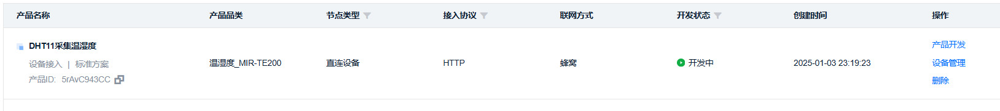 产品名称 产品品类 节点类型 接入协议 联网方式 开发状态 创建时间 操作
DHT11采集温湿度
设备接入 | 标准方案
产品ID: 5rAvC943CC
温湿度_MIR-TE200 直连设备 HTTP 蜂窝 开发中 2025-01-03 23:19:23
产品开发
设备管理
删除